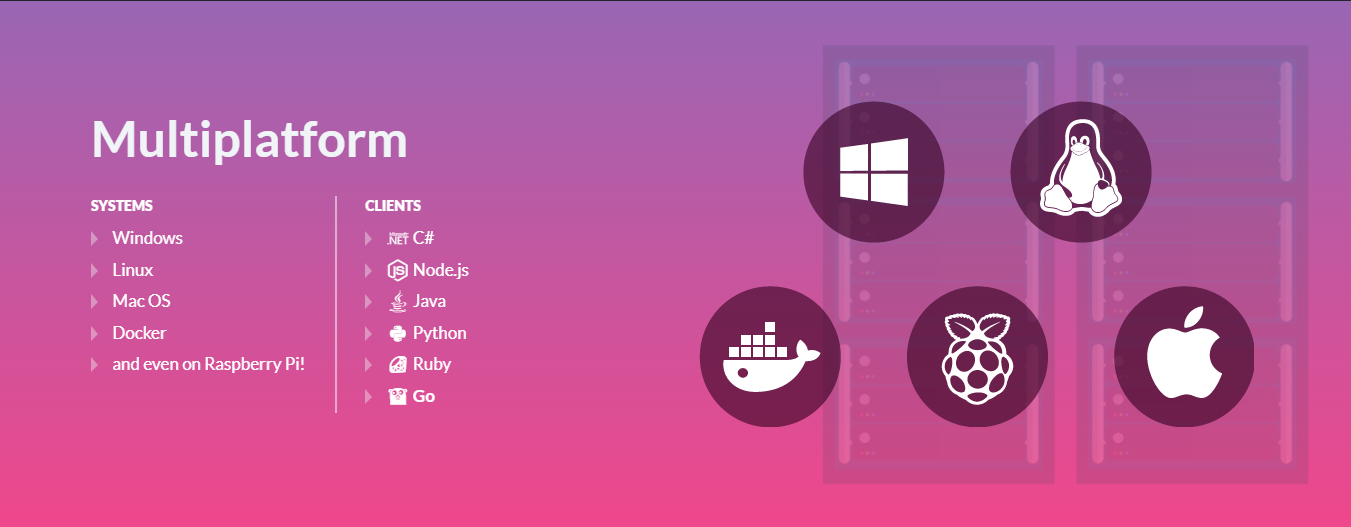 Multiplatform
SYSTEMS
Windows
Linux
Mac OS
Docker
and even on Raspberry Pi!
CLIENTS
.NET C#
JS Node.js
Java
Python
Ruby
Go